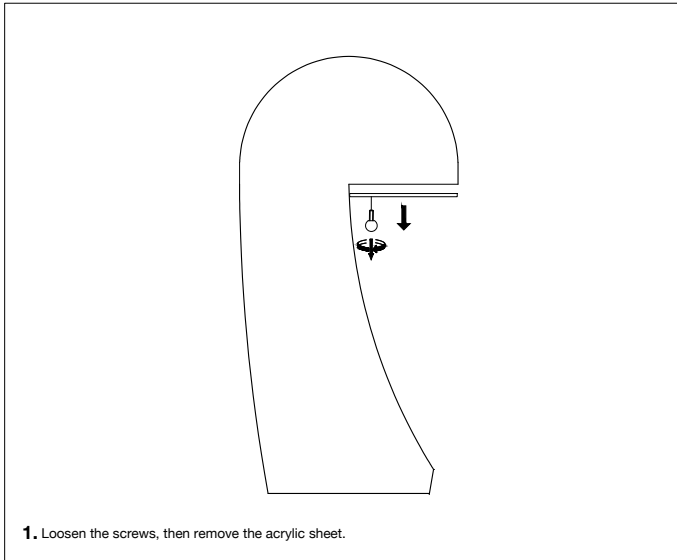 1. Loosen the screws, then remove the acrylic sheet.